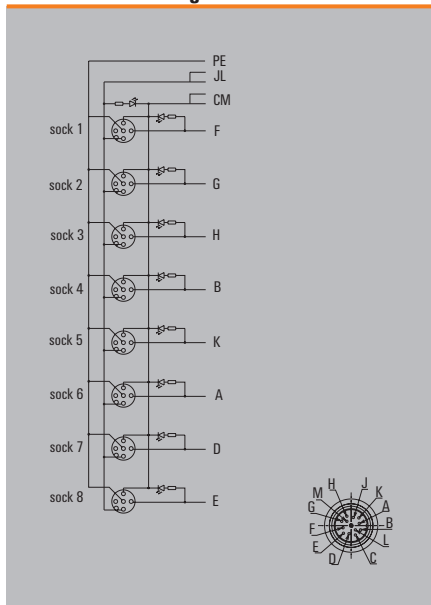 PE
JL
CM
sock 1 F
sock 2 G
sock 3 H
sock 4 B
sock 5 K
sock 6 A
sock 7 D
sock 8 E
H J
M K
G A
F B
E L
D C